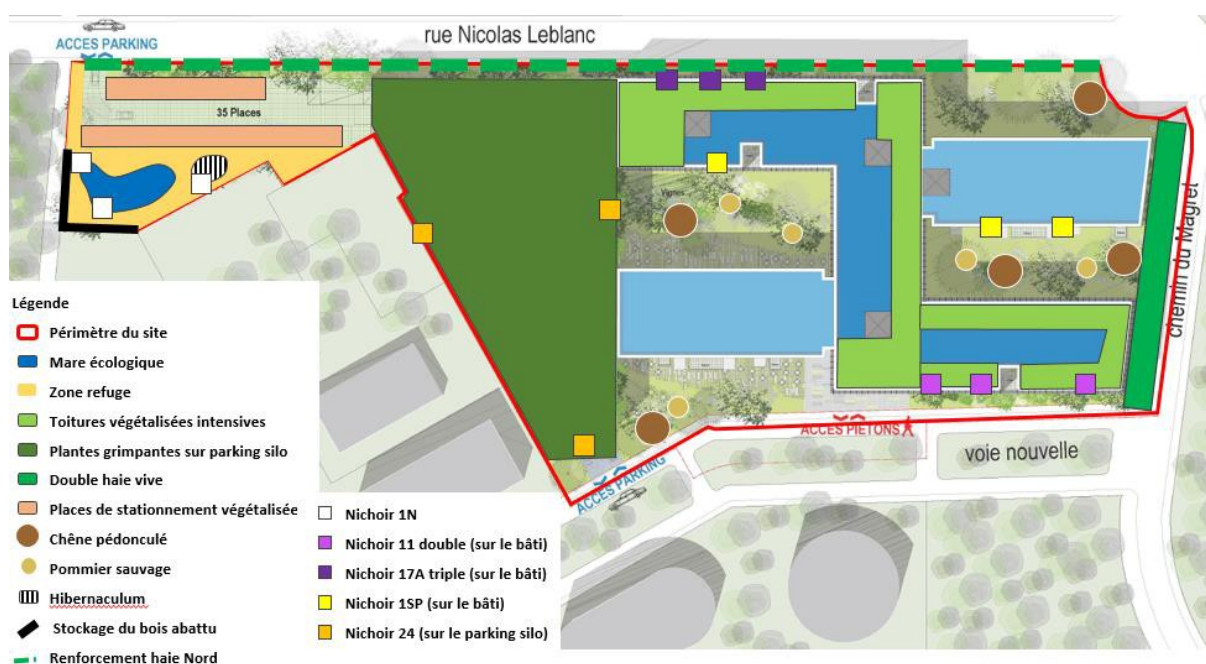 rue Nicolas Leblanc
ACCES PARKING
35 Places
Vignes
chemin du Magret
ACCES PIETONS
ACCES PARKING
voie nouvelle
Légende
Périmètre du site
Mare écologique
Zone refuge
Toitures végétalisées intensives
Plantes grimpantes sur parking silo
Double haie vive
Places de stationnement végétalisée
Chêne pédonculé
Pommier sauvage
Hibernaculum
Stockage du bois abattu
Renforcement haie Nord
Nichoir 1N
Nichoir 11 double (sur le bâti)
Nichoir 17A triple (sur le bâti)
Nichoir 1SP (sur le bâti)
Nichoir 24 (sur le parking silo)